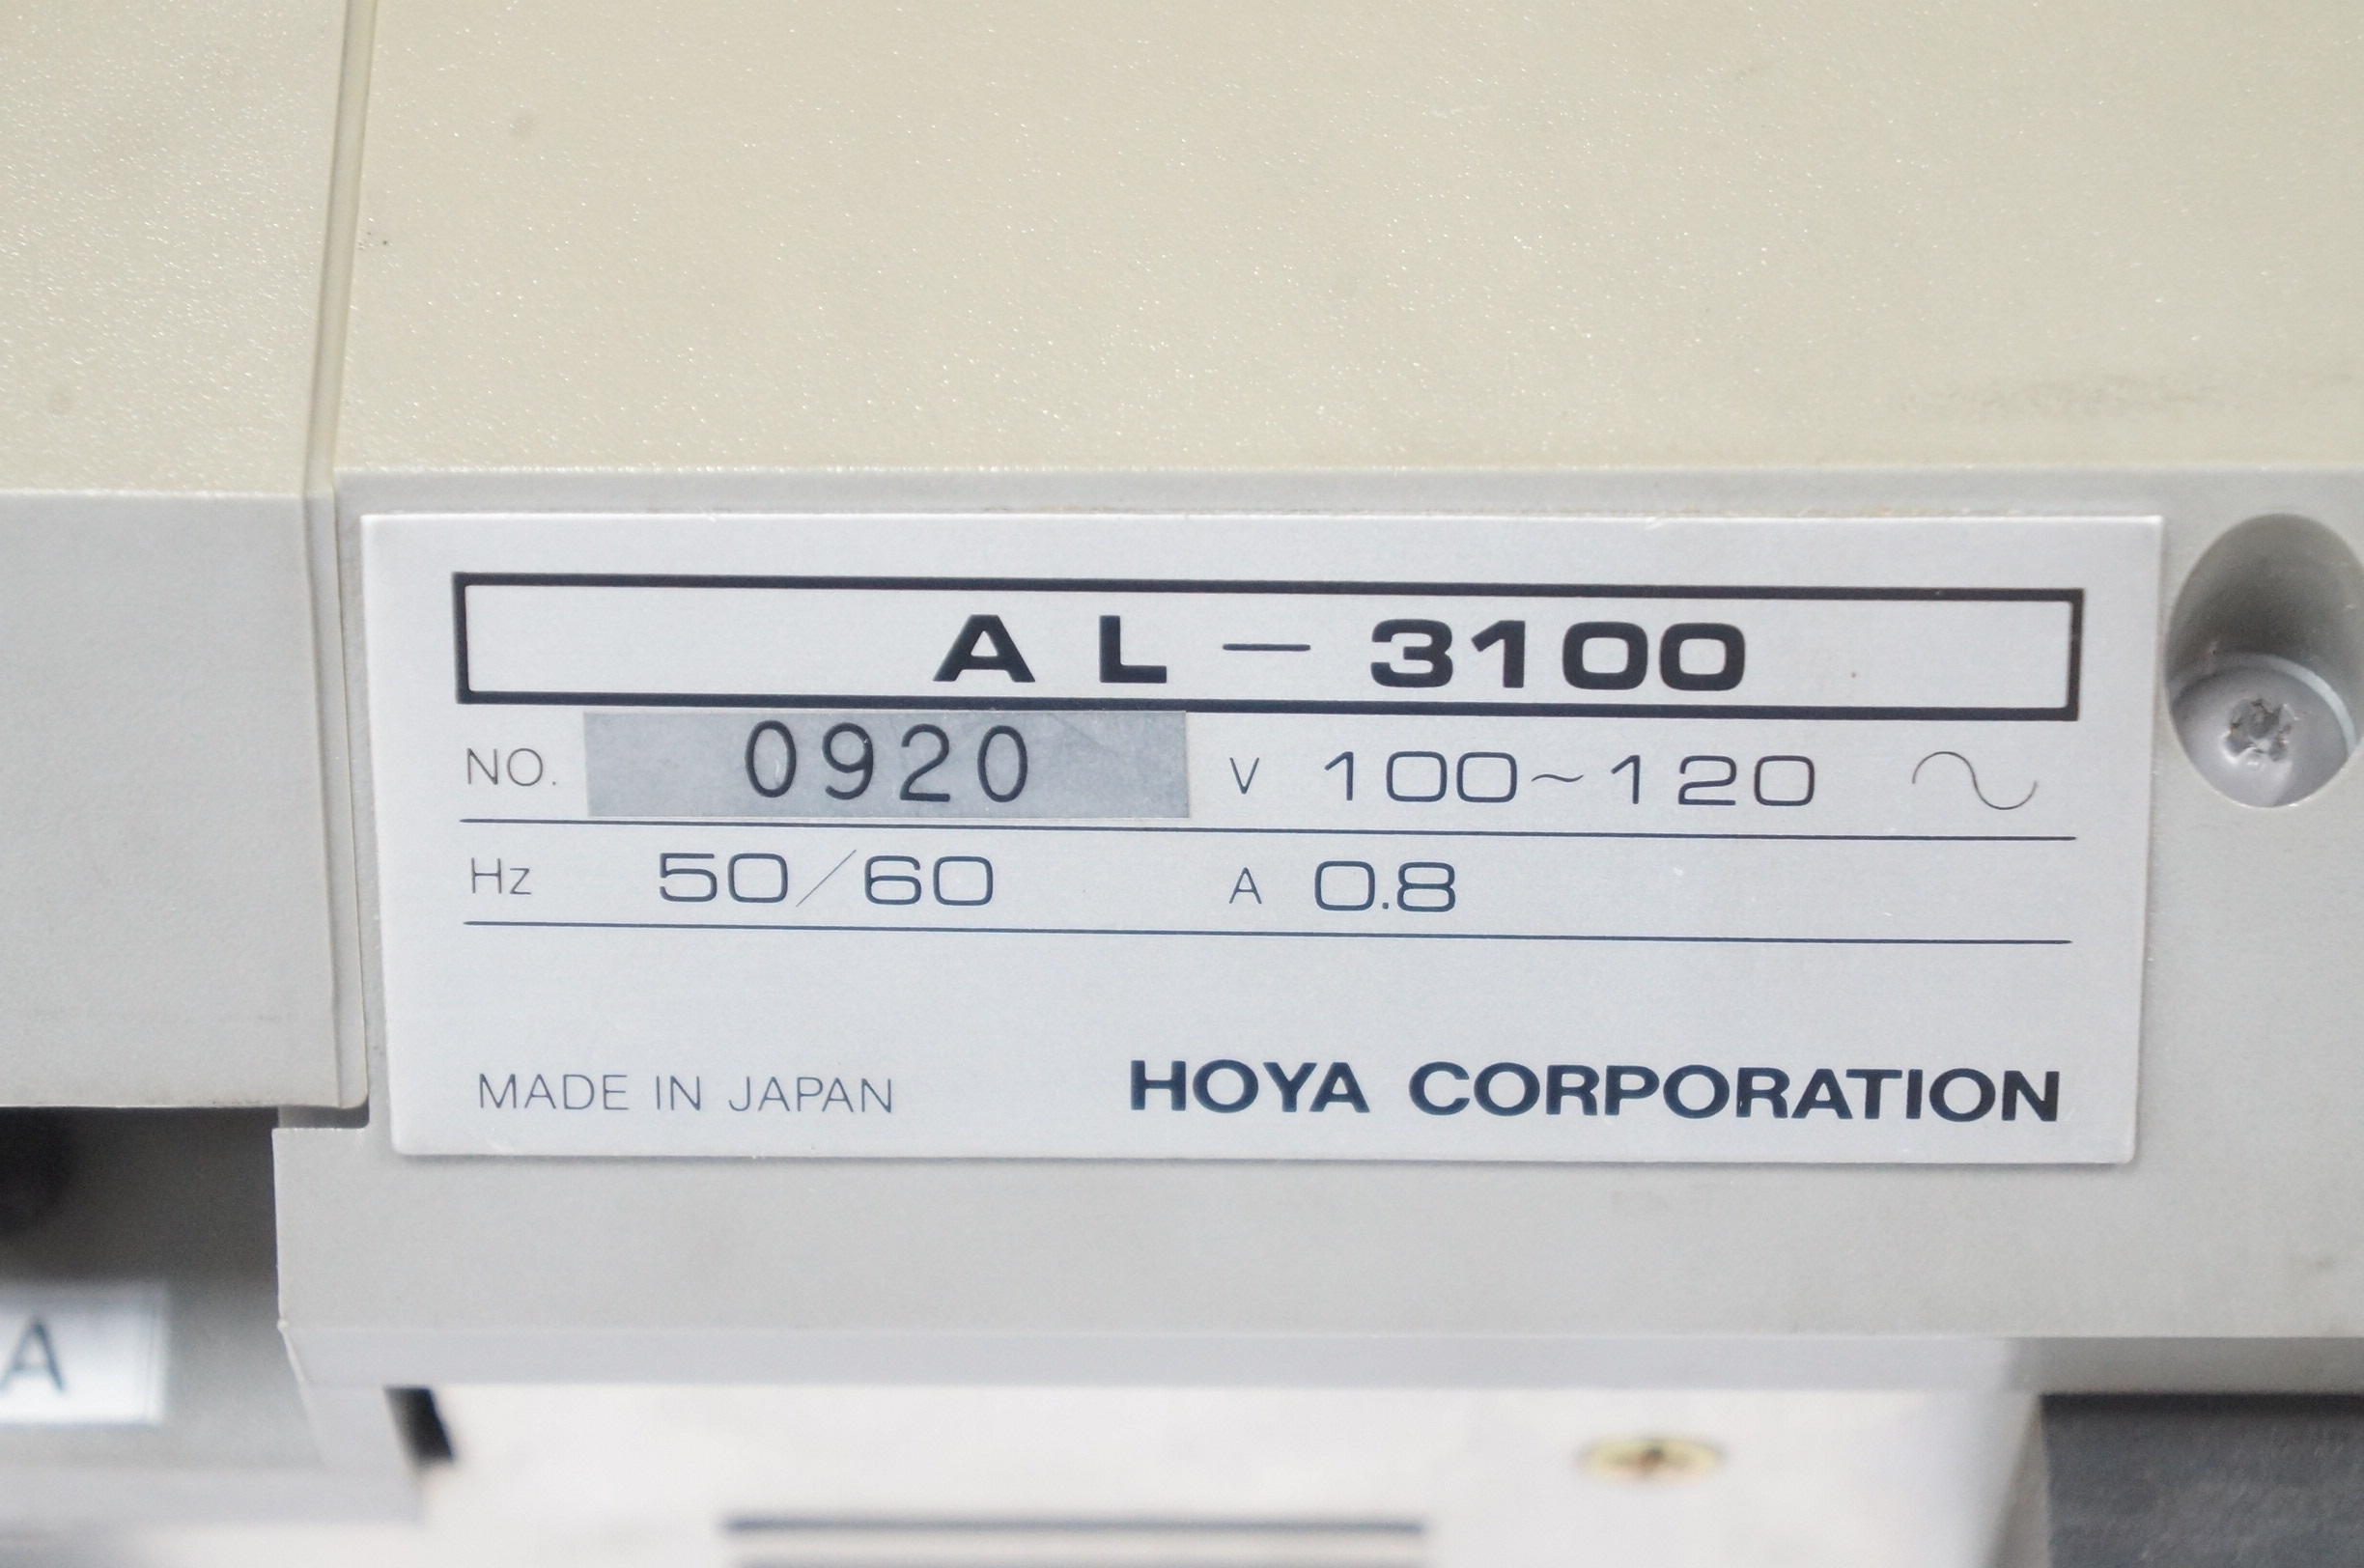 AL-3100
NO. 0920 V 100~120 ∿
Hz 50/60 A 0.8
MADE IN JAPAN HOYA CORPORATION
A